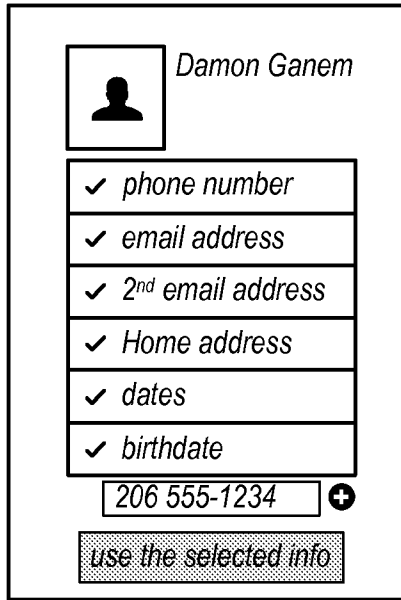 Damon Ganem
phone number
email address
2nd email address
Home address
dates
birthdate
206 555-1234
use the selected info